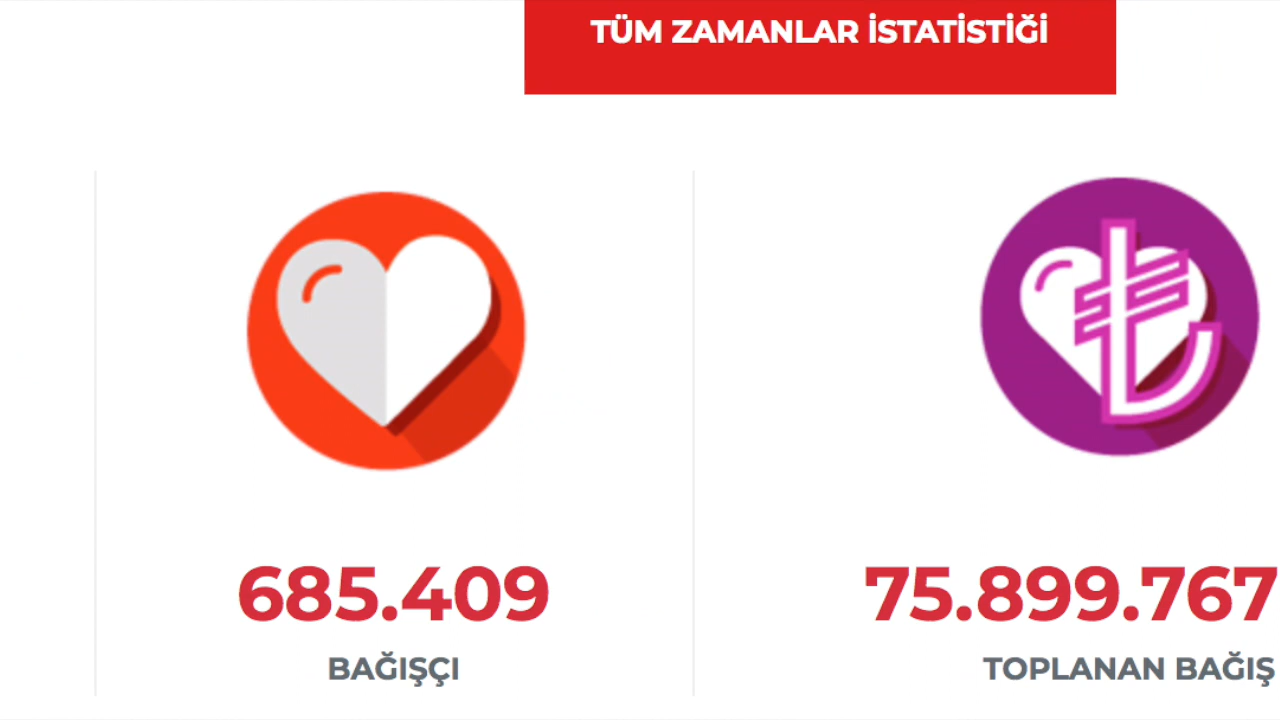 TÜM ZAMANLAR İSTATİSTİĞİ
685.409
BAĞIŞÇI
75.899.767
TOPLANAN BAĞIŞ